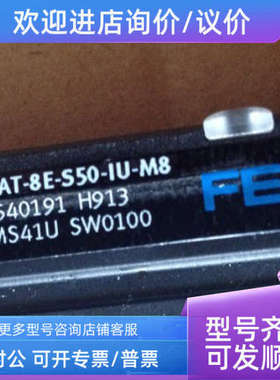 欢迎进店询价/议价
AT-8E-S50-IU-M8
540191 H913
MS41U SW0100
FE
更多型号咨询店铺客服
对公 可开专票/普票
型号齐
可发顺